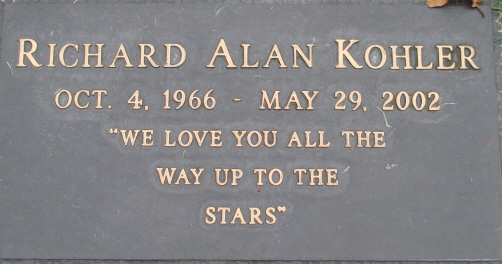 RICHARD ALAN KOHLER
OCT. 4, 1966 - MAY 29, 2002
"WE LOVE YOU ALL THE
WAY UP TO THE
STARS"